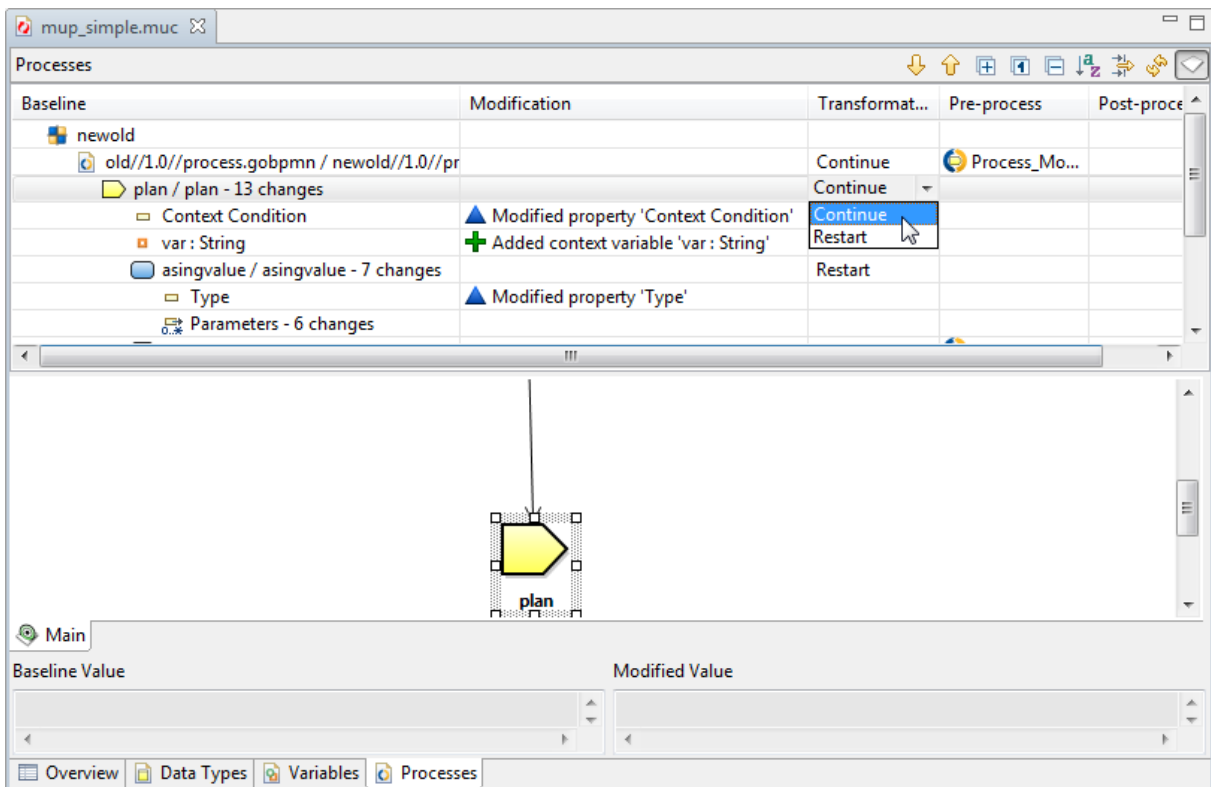 mup_simple.muc
Processes
Baseline Modification Transformat... Pre-process Post-proce
newold
old//1.0//process.gobpmn / newold//1.0//pr Continue Process_Mo...
plan / plan - 13 changes Continue
Context Condition Modified property 'Context Condition' Continue
var : String Added context variable 'var : String' Restart
asingvalue / asingvalue - 7 changes Restart
Type Modified property 'Type'
Parameters - 6 changes
plan
Main
Baseline Value Modified Value
Overview Data Types Variables Processes